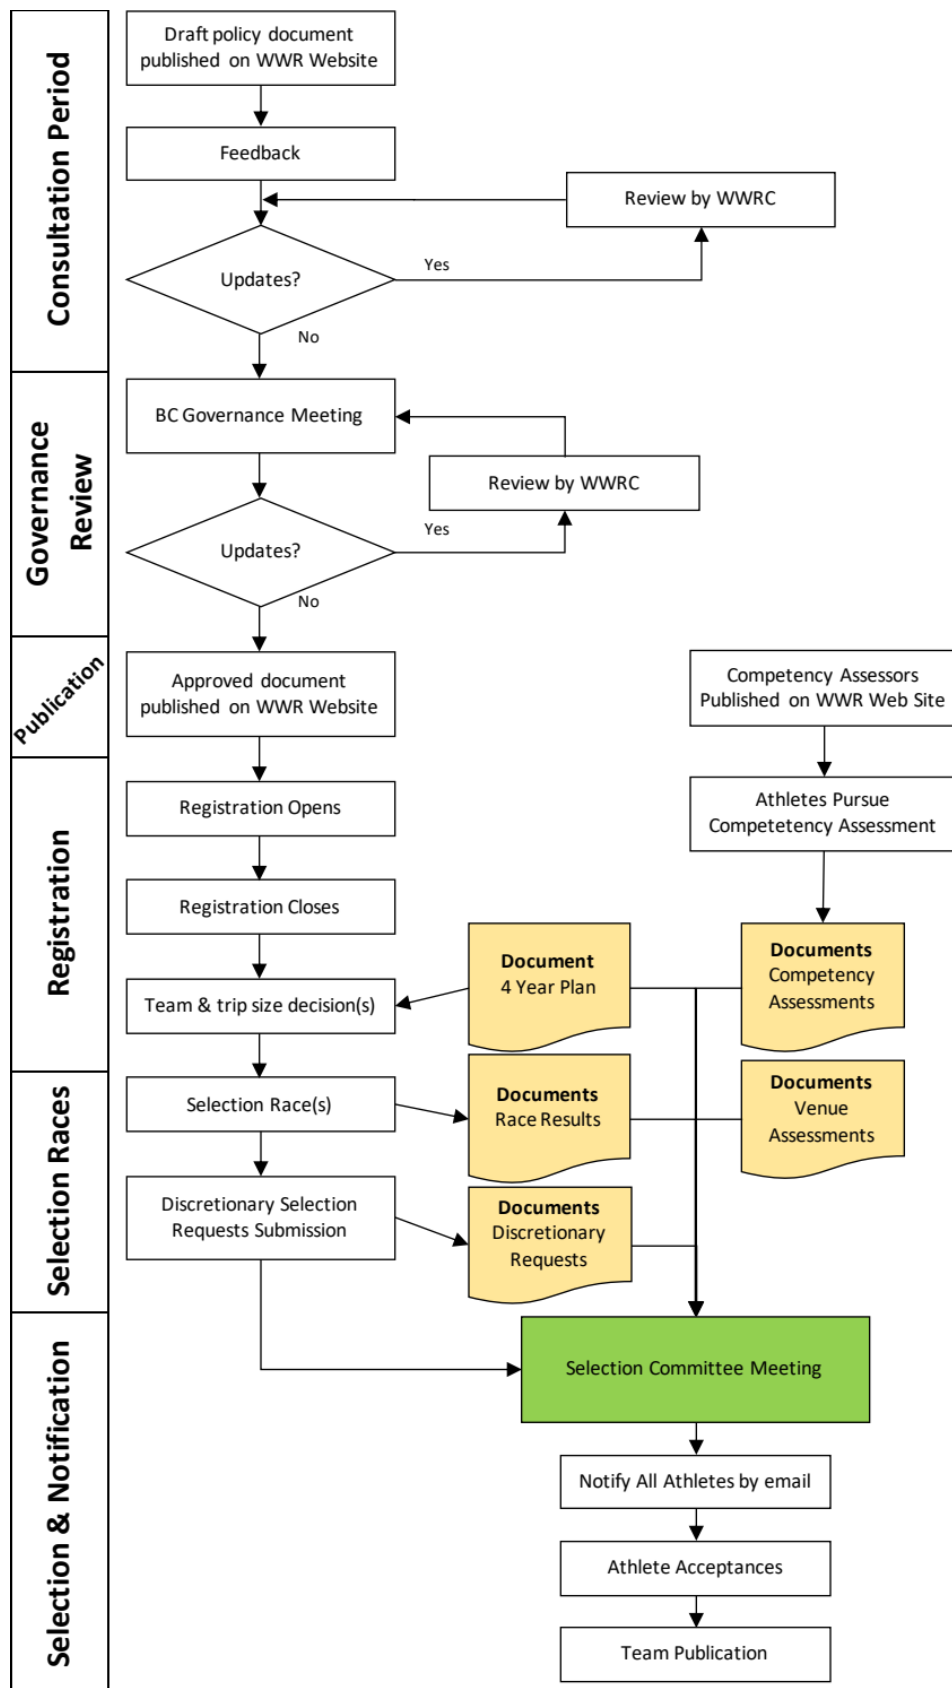 Consultation Period
Draft policy document
published on WWR Website
Feedback
Review by WWRC
Updates?
Yes
No
Governance
Review
BC Governance Meeting
Review by WWRC
Updates?
Yes
No
Publication
Approved document
published on WWR Website
Competency Assessors
Published on WWR Web Site
Registration
Registration Opens
Athletes Pursue
Competetency Assessment
Registration Closes
Team & trip size decision(s)
Document
4 Year Plan
Documents
Competency
Assessments
Selection Races
Selection Race(s)
Documents
Race Results
Documents
Venue
Assessments
Discretionary Selection
Requests Submission
Documents
Discretionary
Requests
Selection & Notification
Selection Committee Meeting
Notify All Athletes by email
Athlete Acceptances
Team Publication